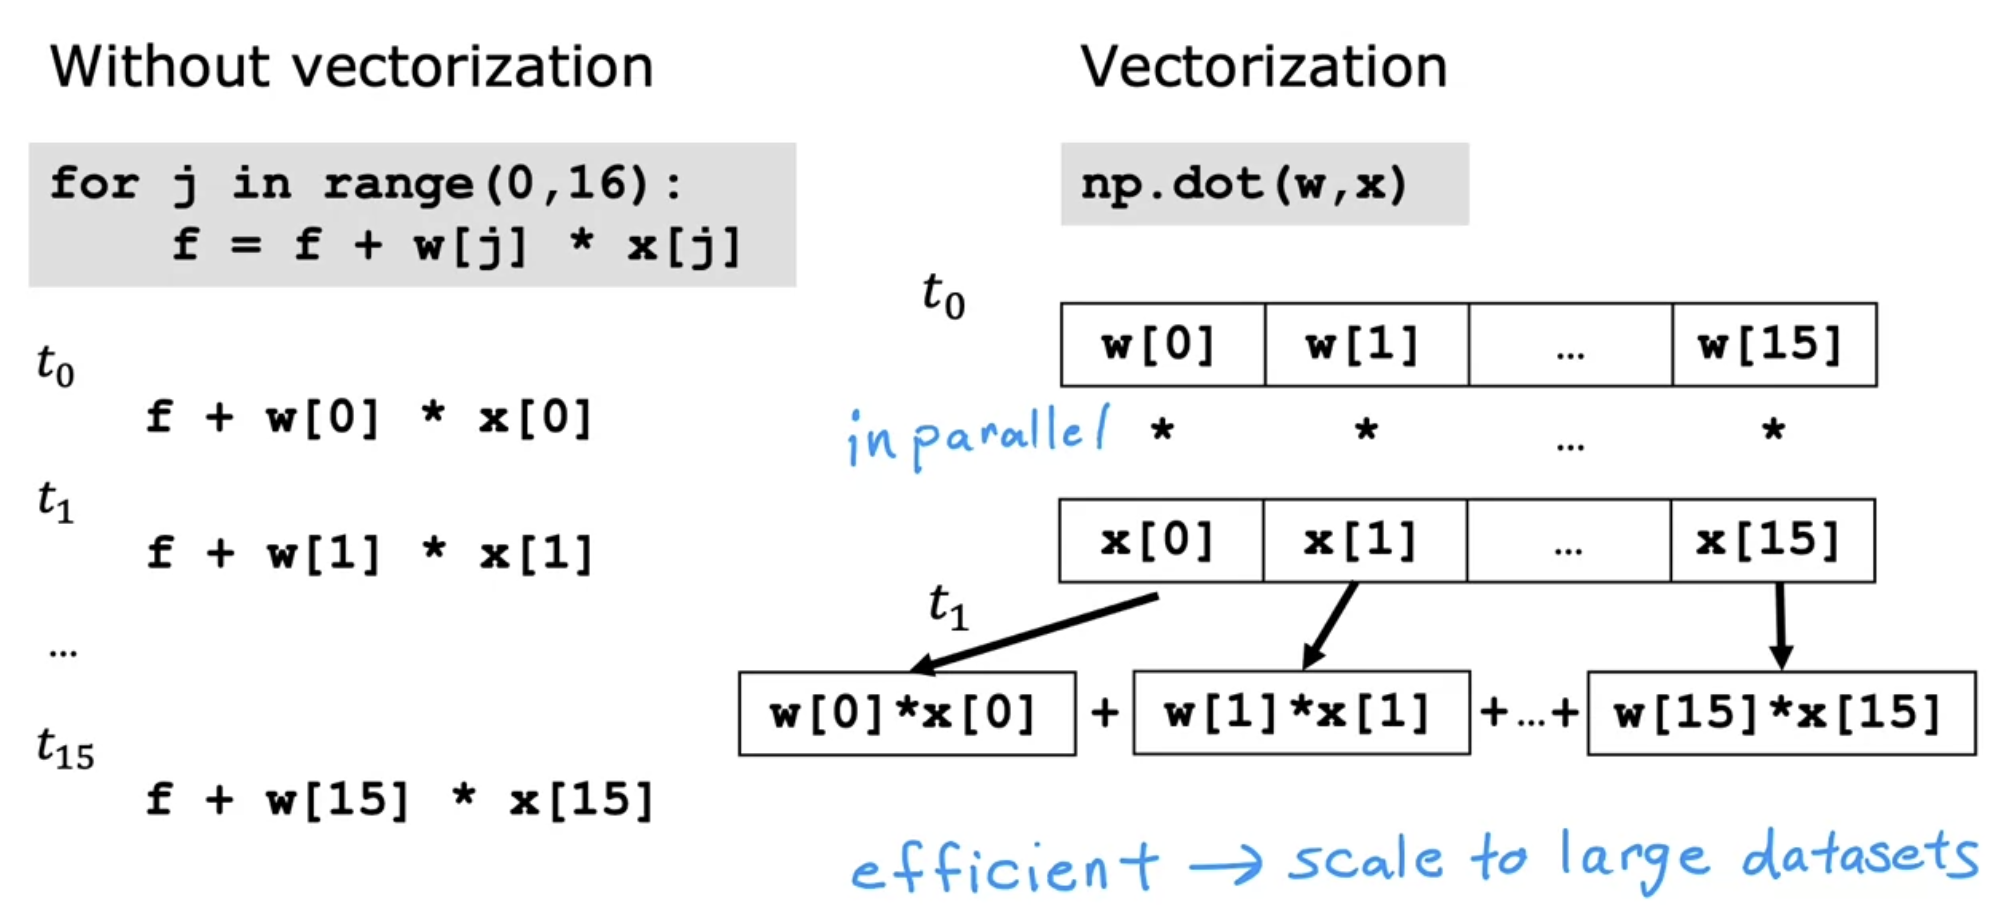 Without vectorization
for j in range(0,16):
    f = f + w[j] * x[j]
t₀
f + w[0] * x[0]
t₁
f + w[1] * x[1]
…
t₁₅
f + w[15] * x[15]
Vectorization
np.dot(w,x)
t₀
w[0] w[1] … w[15]
in parallel * * … *
x[0] x[1] … x[15]
t₁
w[0]*x[0] + w[1]*x[1] +…+ w[15]*x[15]
efficient → scale to large datasets